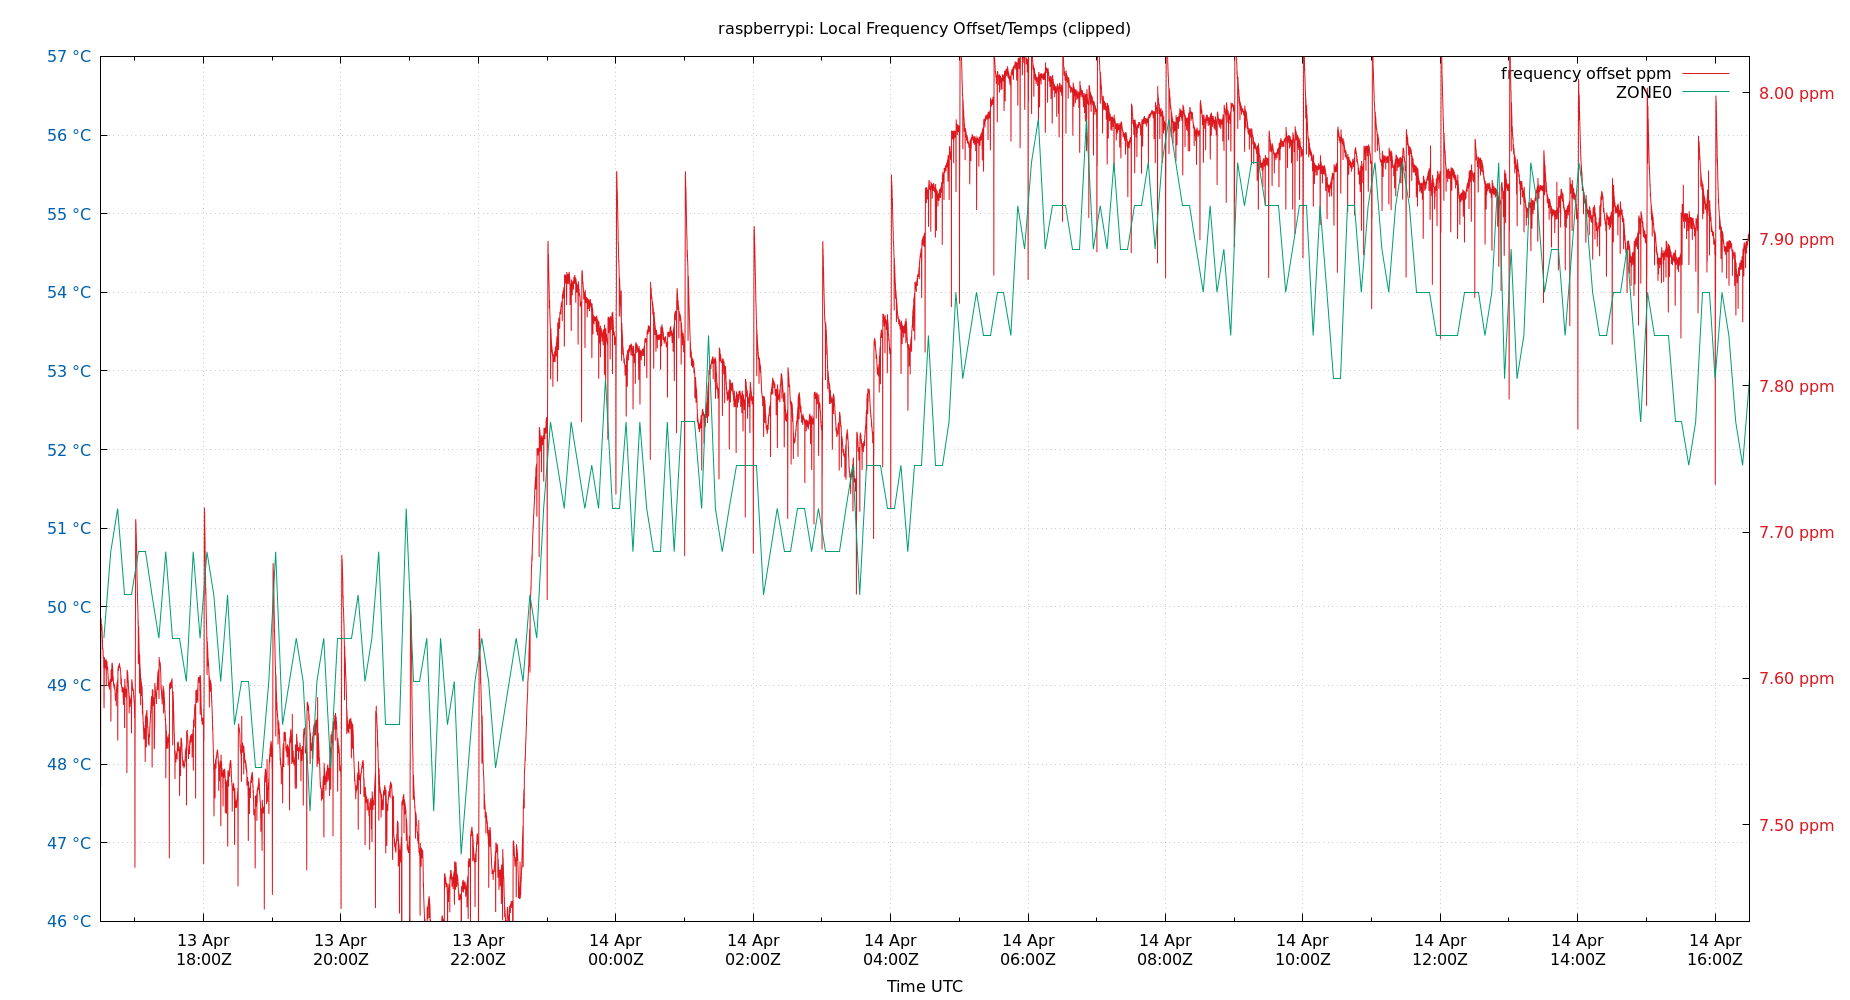 raspberrypi: Local Frequency Offset/Temps (clipped)
57 °C
56 °C
55 °C
54 °C
53 °C
52 °C
51 °C
50 °C
49 °C
48 °C
47 °C
46 °C
frequency offset ppm
ZONE0
8.00 ppm
7.90 ppm
7.80 ppm
7.70 ppm
7.60 ppm
7.50 ppm
13 Apr
18:00Z
13 Apr
20:00Z
13 Apr
22:00Z
14 Apr
00:00Z
14 Apr
02:00Z
14 Apr
04:00Z
14 Apr
06:00Z
14 Apr
08:00Z
14 Apr
10:00Z
14 Apr
12:00Z
14 Apr
14:00Z
14 Apr
16:00Z
Time UTC